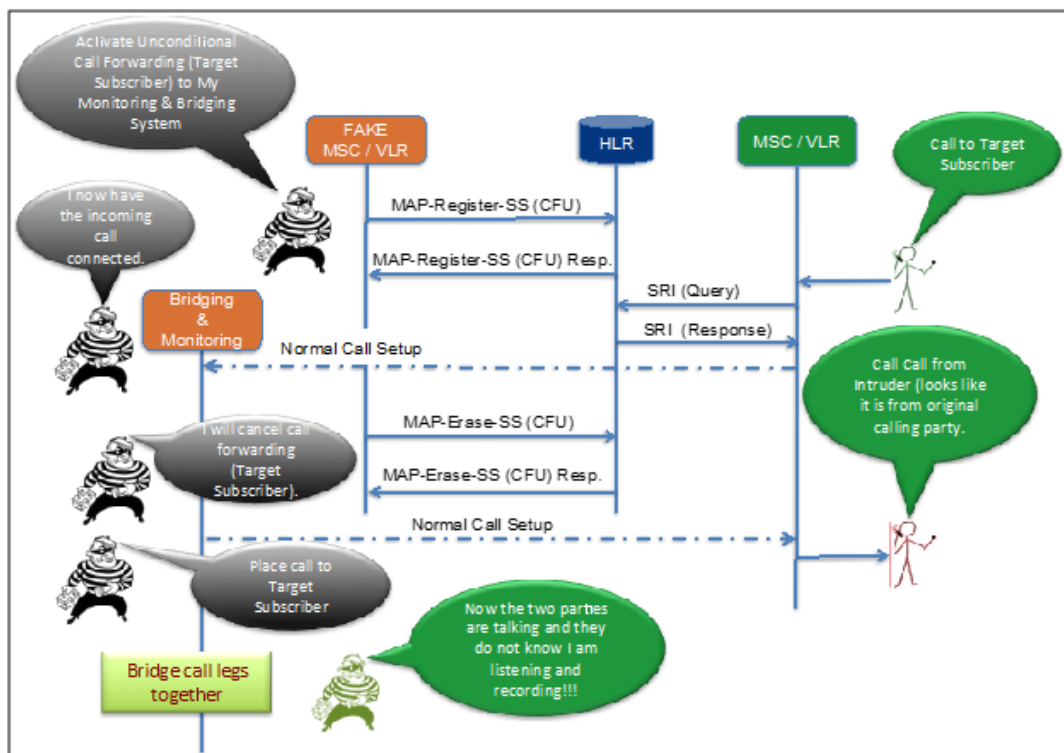 Activate Unconditional
Call Forwarding (Target
Subscriber) to My
Monitoring & Bridging
System
FAKE
MSC / VLR
HLR
MSC / VLR
Call to Target
Subscriber
I now have
the incoming
call
connected.
MAP-Register-SS (CFU)
MAP-Register-SS (CFU) Resp.
SRI (Query)
Bridging
&
Monitoring
SRI (Response)
Normal Call Setup
Call Call from
Intruder (looks like
it is from original
calling party.
MAP-Erase-SS (CFU)
I will cancel call
forwarding
(Target
Subscriber).
MAP-Erase-SS (CFU) Resp.
Normal Call Setup
Place call to
Target
Subscriber
Now the two parties
are talking and they
do not know I am
listening and
recording!!!
Bridge call legs
together